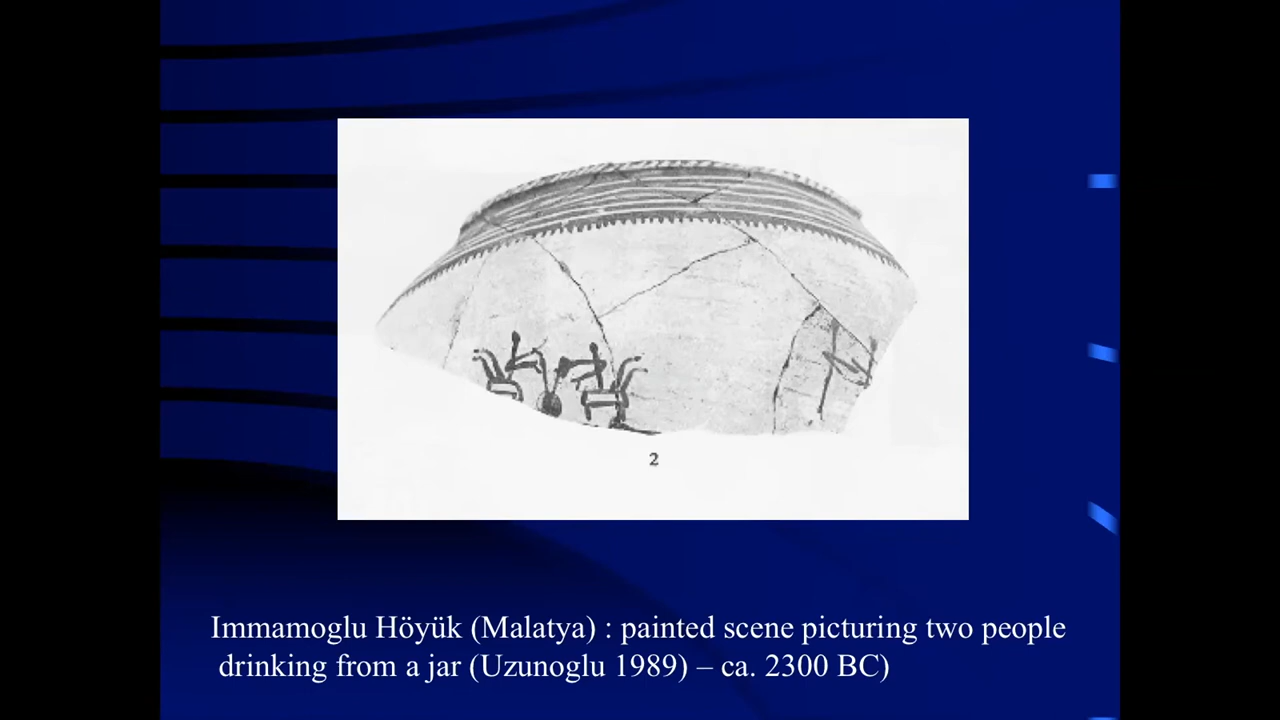 2
Immamoglu Höyük (Malatya) : painted scene picturing two people
drinking from a jar (Uzunoglu 1989) – ca. 2300 BC)